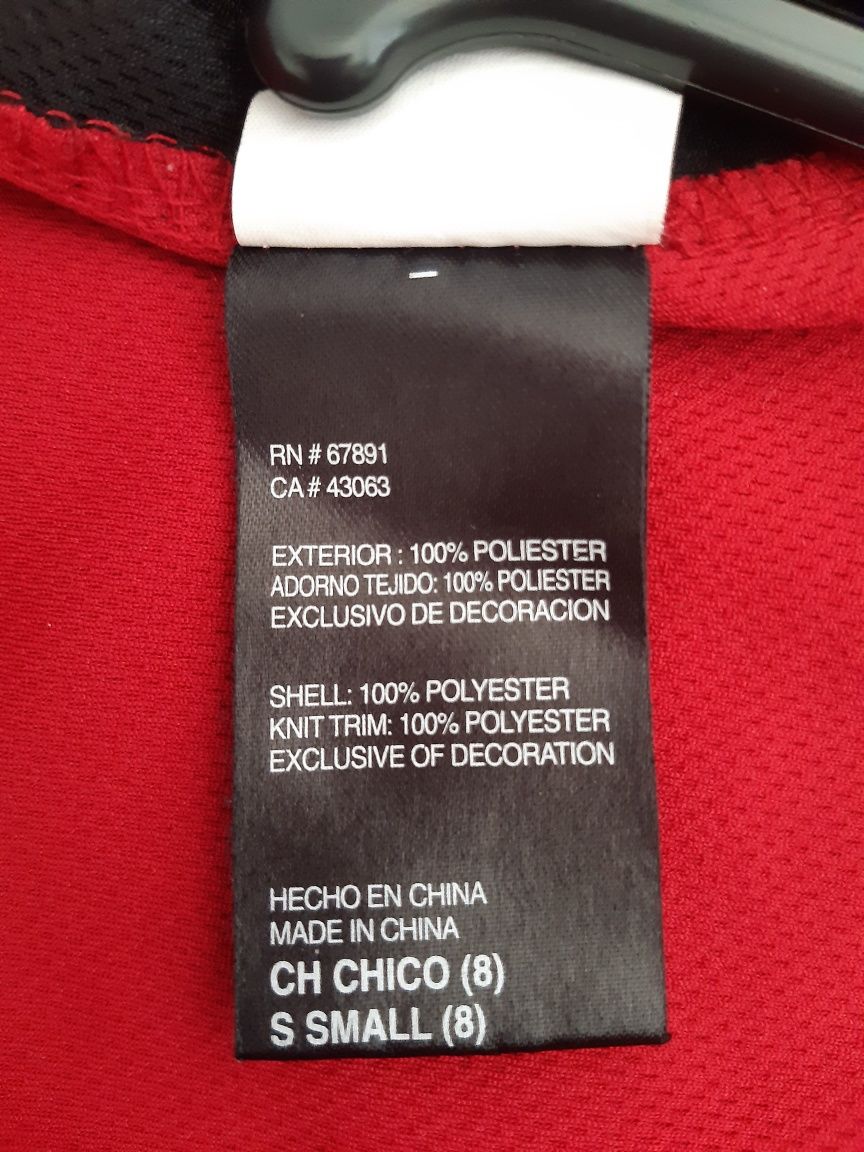 RN # 67891
CA # 43063
EXTERIOR : 100% POLIESTER
ADORNO TEJIDO: 100% POLIESTER
EXCLUSIVO DE DECORACION
SHELL: 100% POLYESTER
KNIT TRIM: 100% POLYESTER
EXCLUSIVE OF DECORATION
HECHO EN CHINA
MADE IN CHINA
CH CHICO (8)
S SMALL (8)